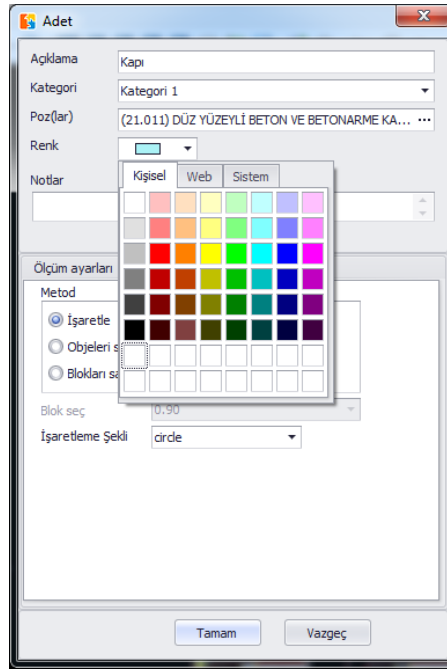 Adet
Açıklama
Kapı
Kategori
Kategori 1
Poz(lar)
(21.011) DÜZ YÜZEYLİ BETON VE BETONARME KA...
Renk
Kişisel Web Sistem
Notlar
Ölçüm ayarları
Metod
İşaretle
Objeleri s
Blokları sa
Blok seç
0.90
İşaretleme Şekli
circle
Tamam
Vazgeç